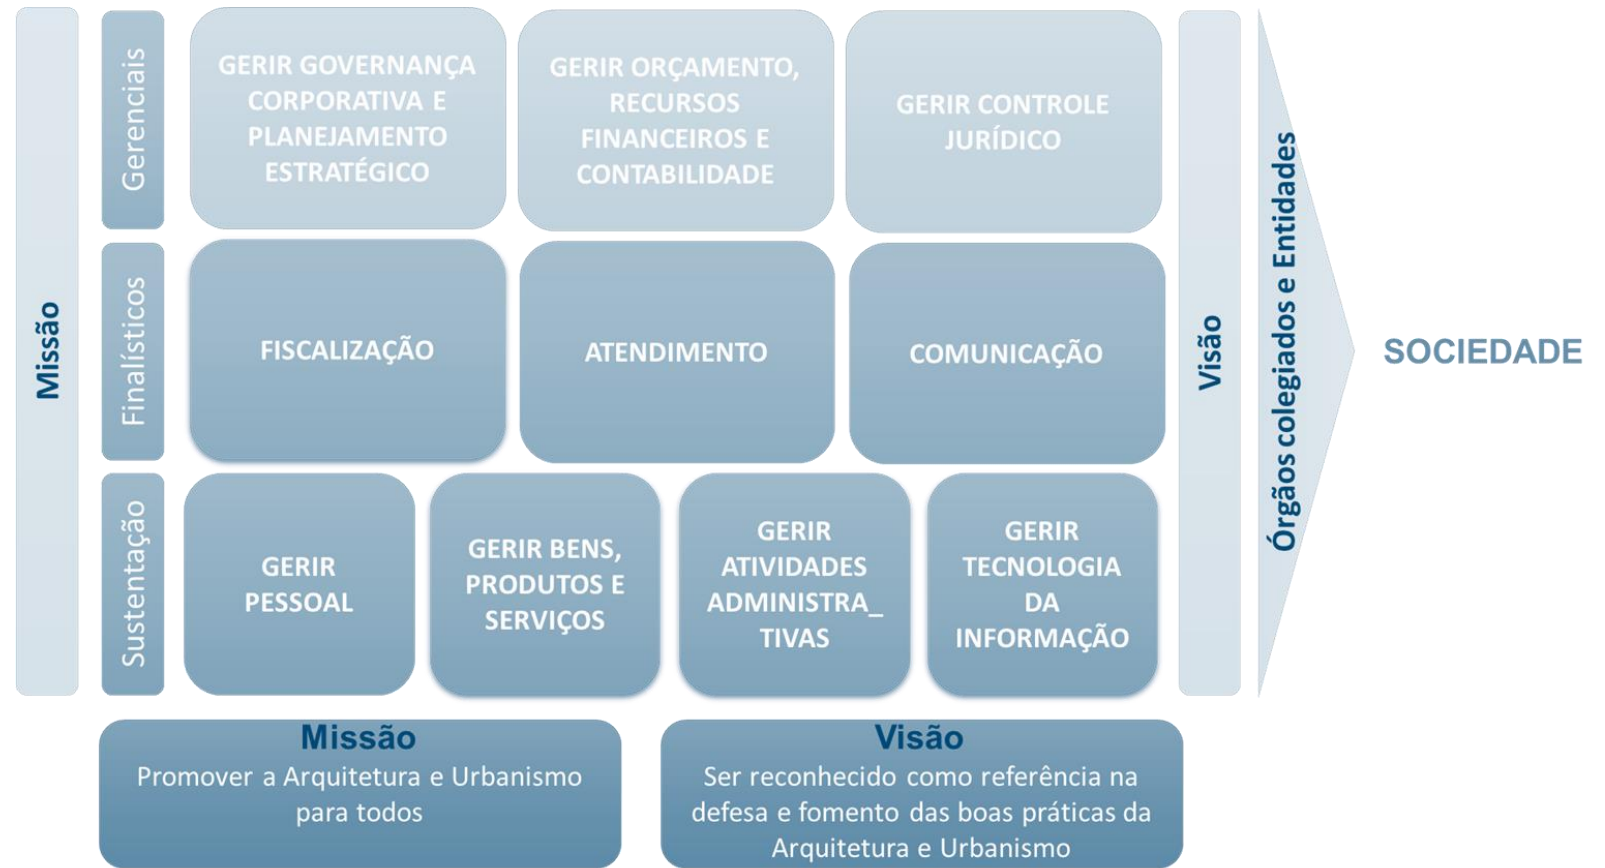 Missão
Gerenciais
GERIR GOVERNANÇA
CORPORATIVA E
PLANEJAMENTO
ESTRATÉGICO
GERIR ORÇAMENTO,
RECURSOS
FINANCEIROS E
CONTABILIDADE
GERIR CONTROLE
JURÍDICO
Finalísticos
FISCALIZAÇÃO
ATENDIMENTO
COMUNICAÇÃO
Sustentação
GERIR
PESSOAL
GERIR BENS,
PRODUTOS E
SERVIÇOS
GERIR
ATIVIDADES
ADMINISTRA_
TIVAS
GERIR
TECNOLOGIA
DA
INFORMAÇÃO
Visão
Órgãos colegiados e Entidades
SOCIEDADE
Missão
Promover a Arquitetura e Urbanismo
para todos
Visão
Ser reconhecido como referência na
defesa e fomento das boas práticas da
Arquitetura e Urbanismo